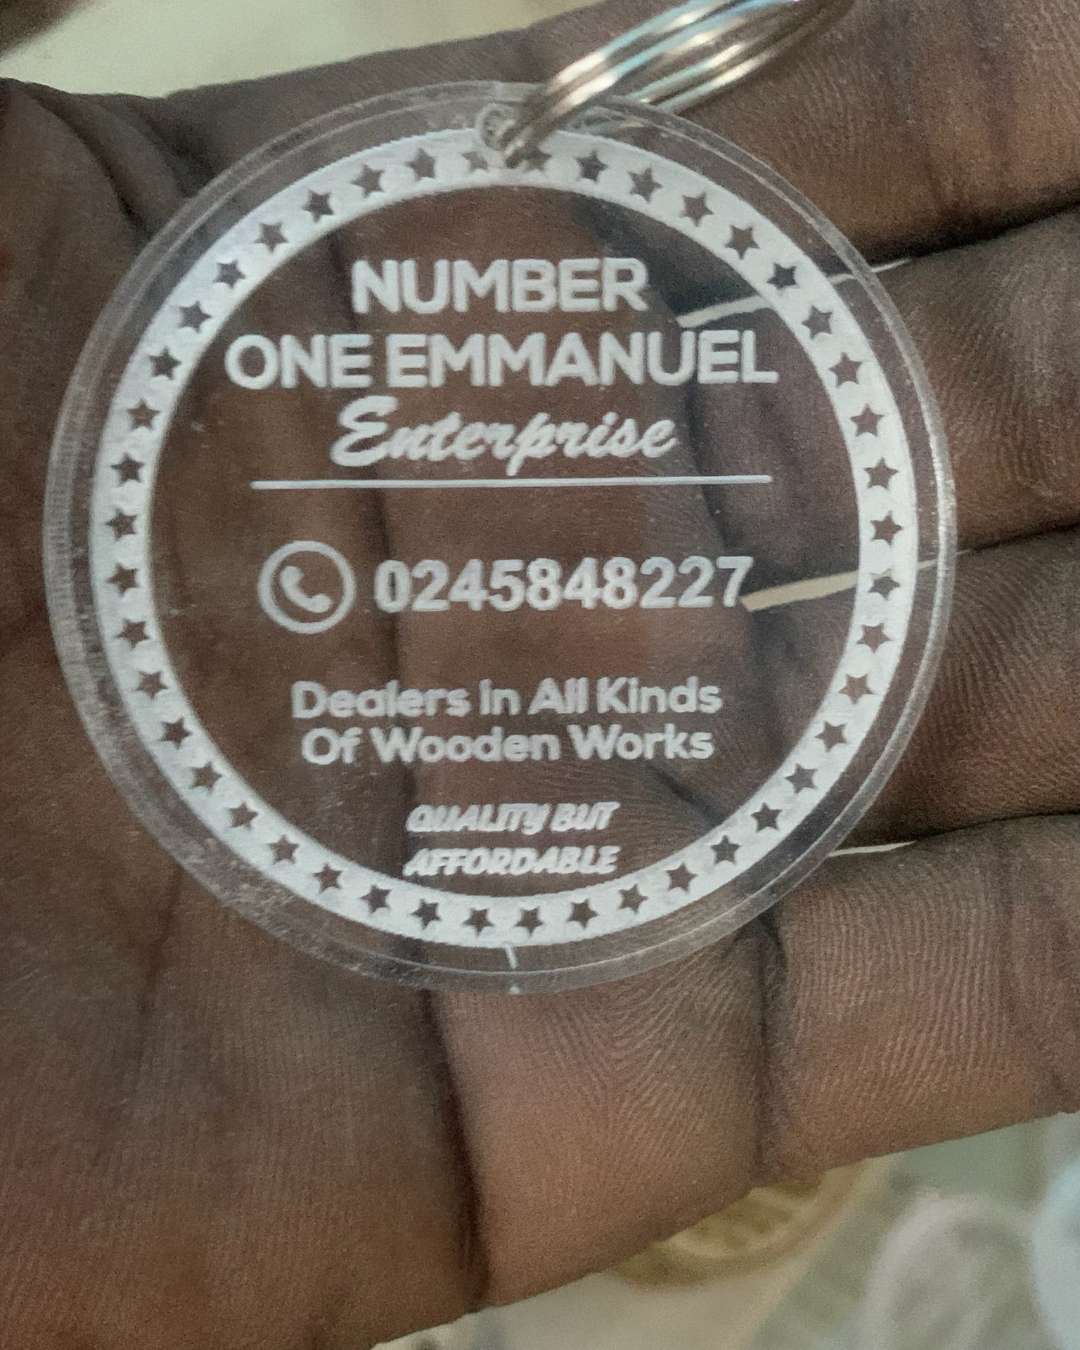 NUMBER
ONE EMMANUEL
Enterprise
0245848227
Dealers In All Kinds
Of Wooden Works
QUALITY BUT
AFFORDABLE